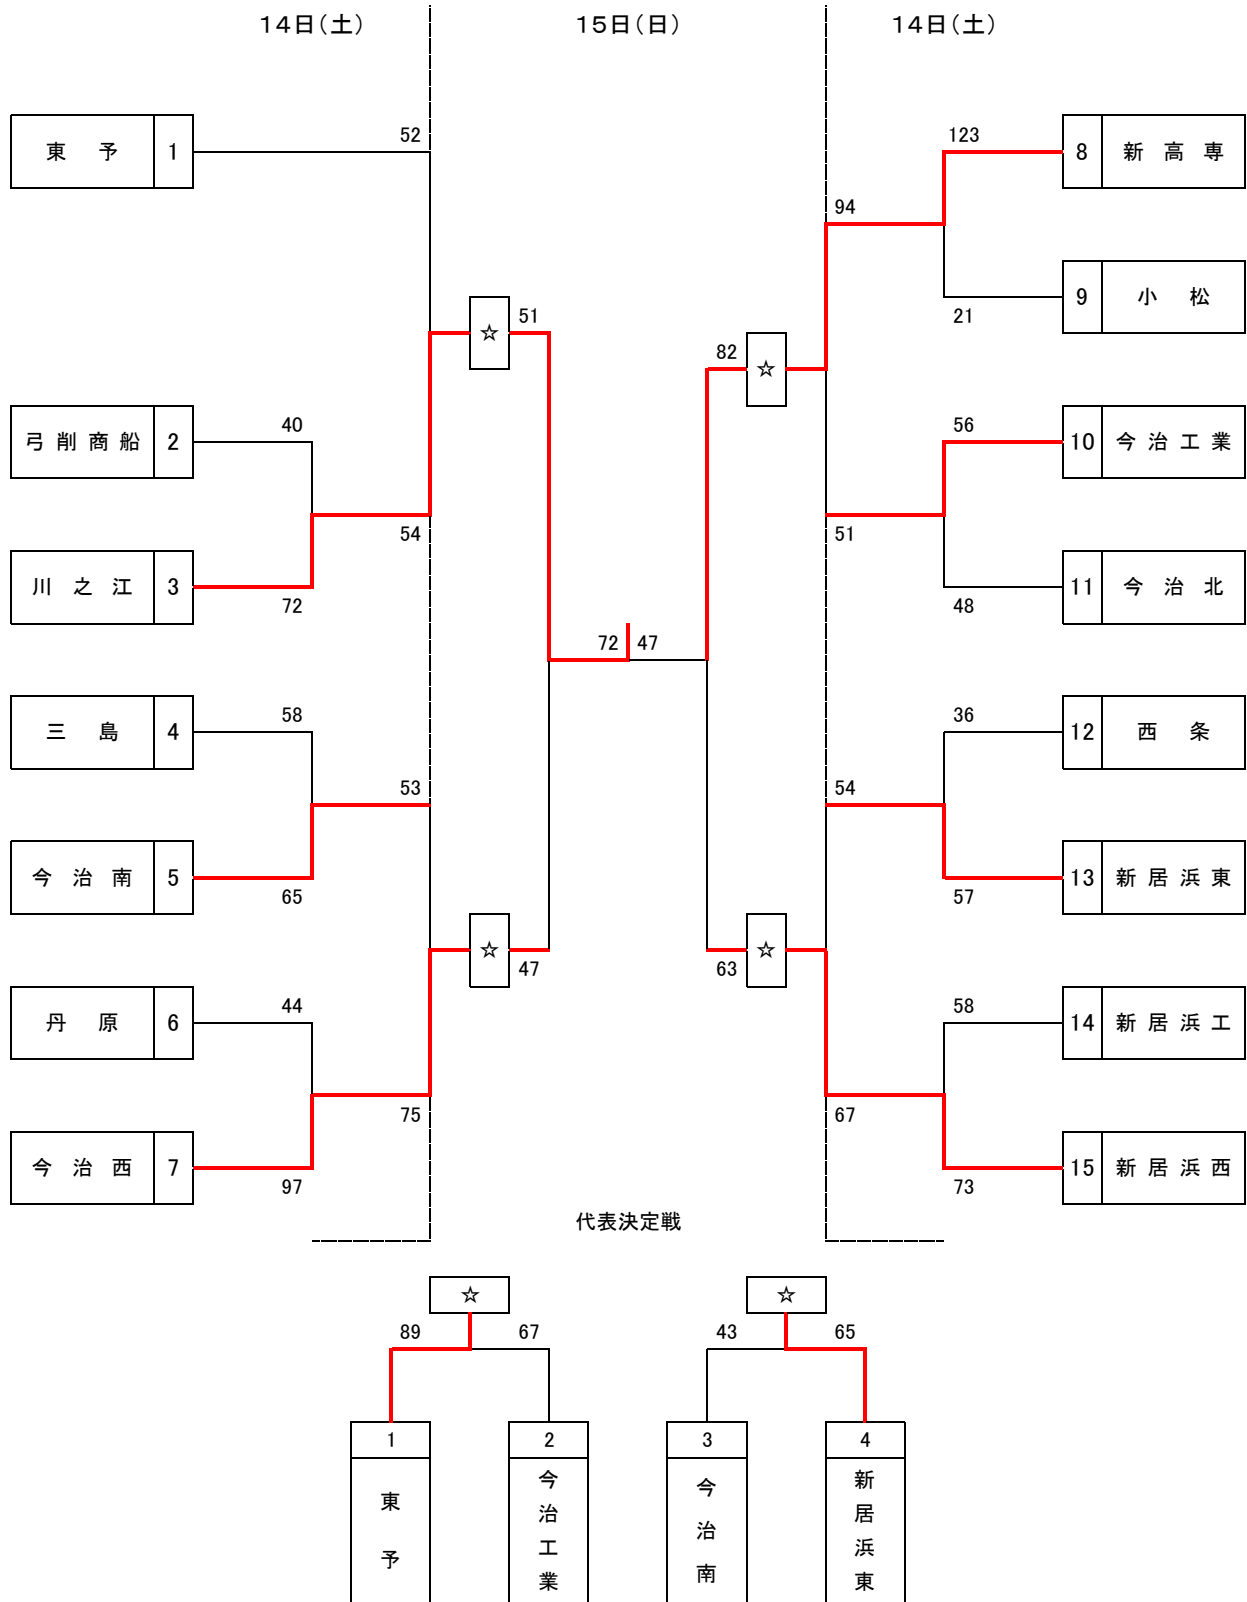 14日(土) 15日(日) 14日(土)
52 123
東 予 1 8 新 高 専
94
9 小 松
51 21
☆
82 ☆
40 56
弓 削 商 船 2 10 今 治 工 業
54 51
川 之 江 3 11 今 治 北
72 48
72 47
58 36
三 島 4 12 西 条
53 54
今 治 南 5 13 新 居 浜 東
65 57
☆ ☆
47 63
44 58
丹 原 6 14 新 居 浜 工
75 67
今 治 西 7 15 新 居 浜 西
97 73
代表決定戦
☆ ☆
89 67 43 65
1 2 3 4
東予 今治工業 今治南 新居浜東